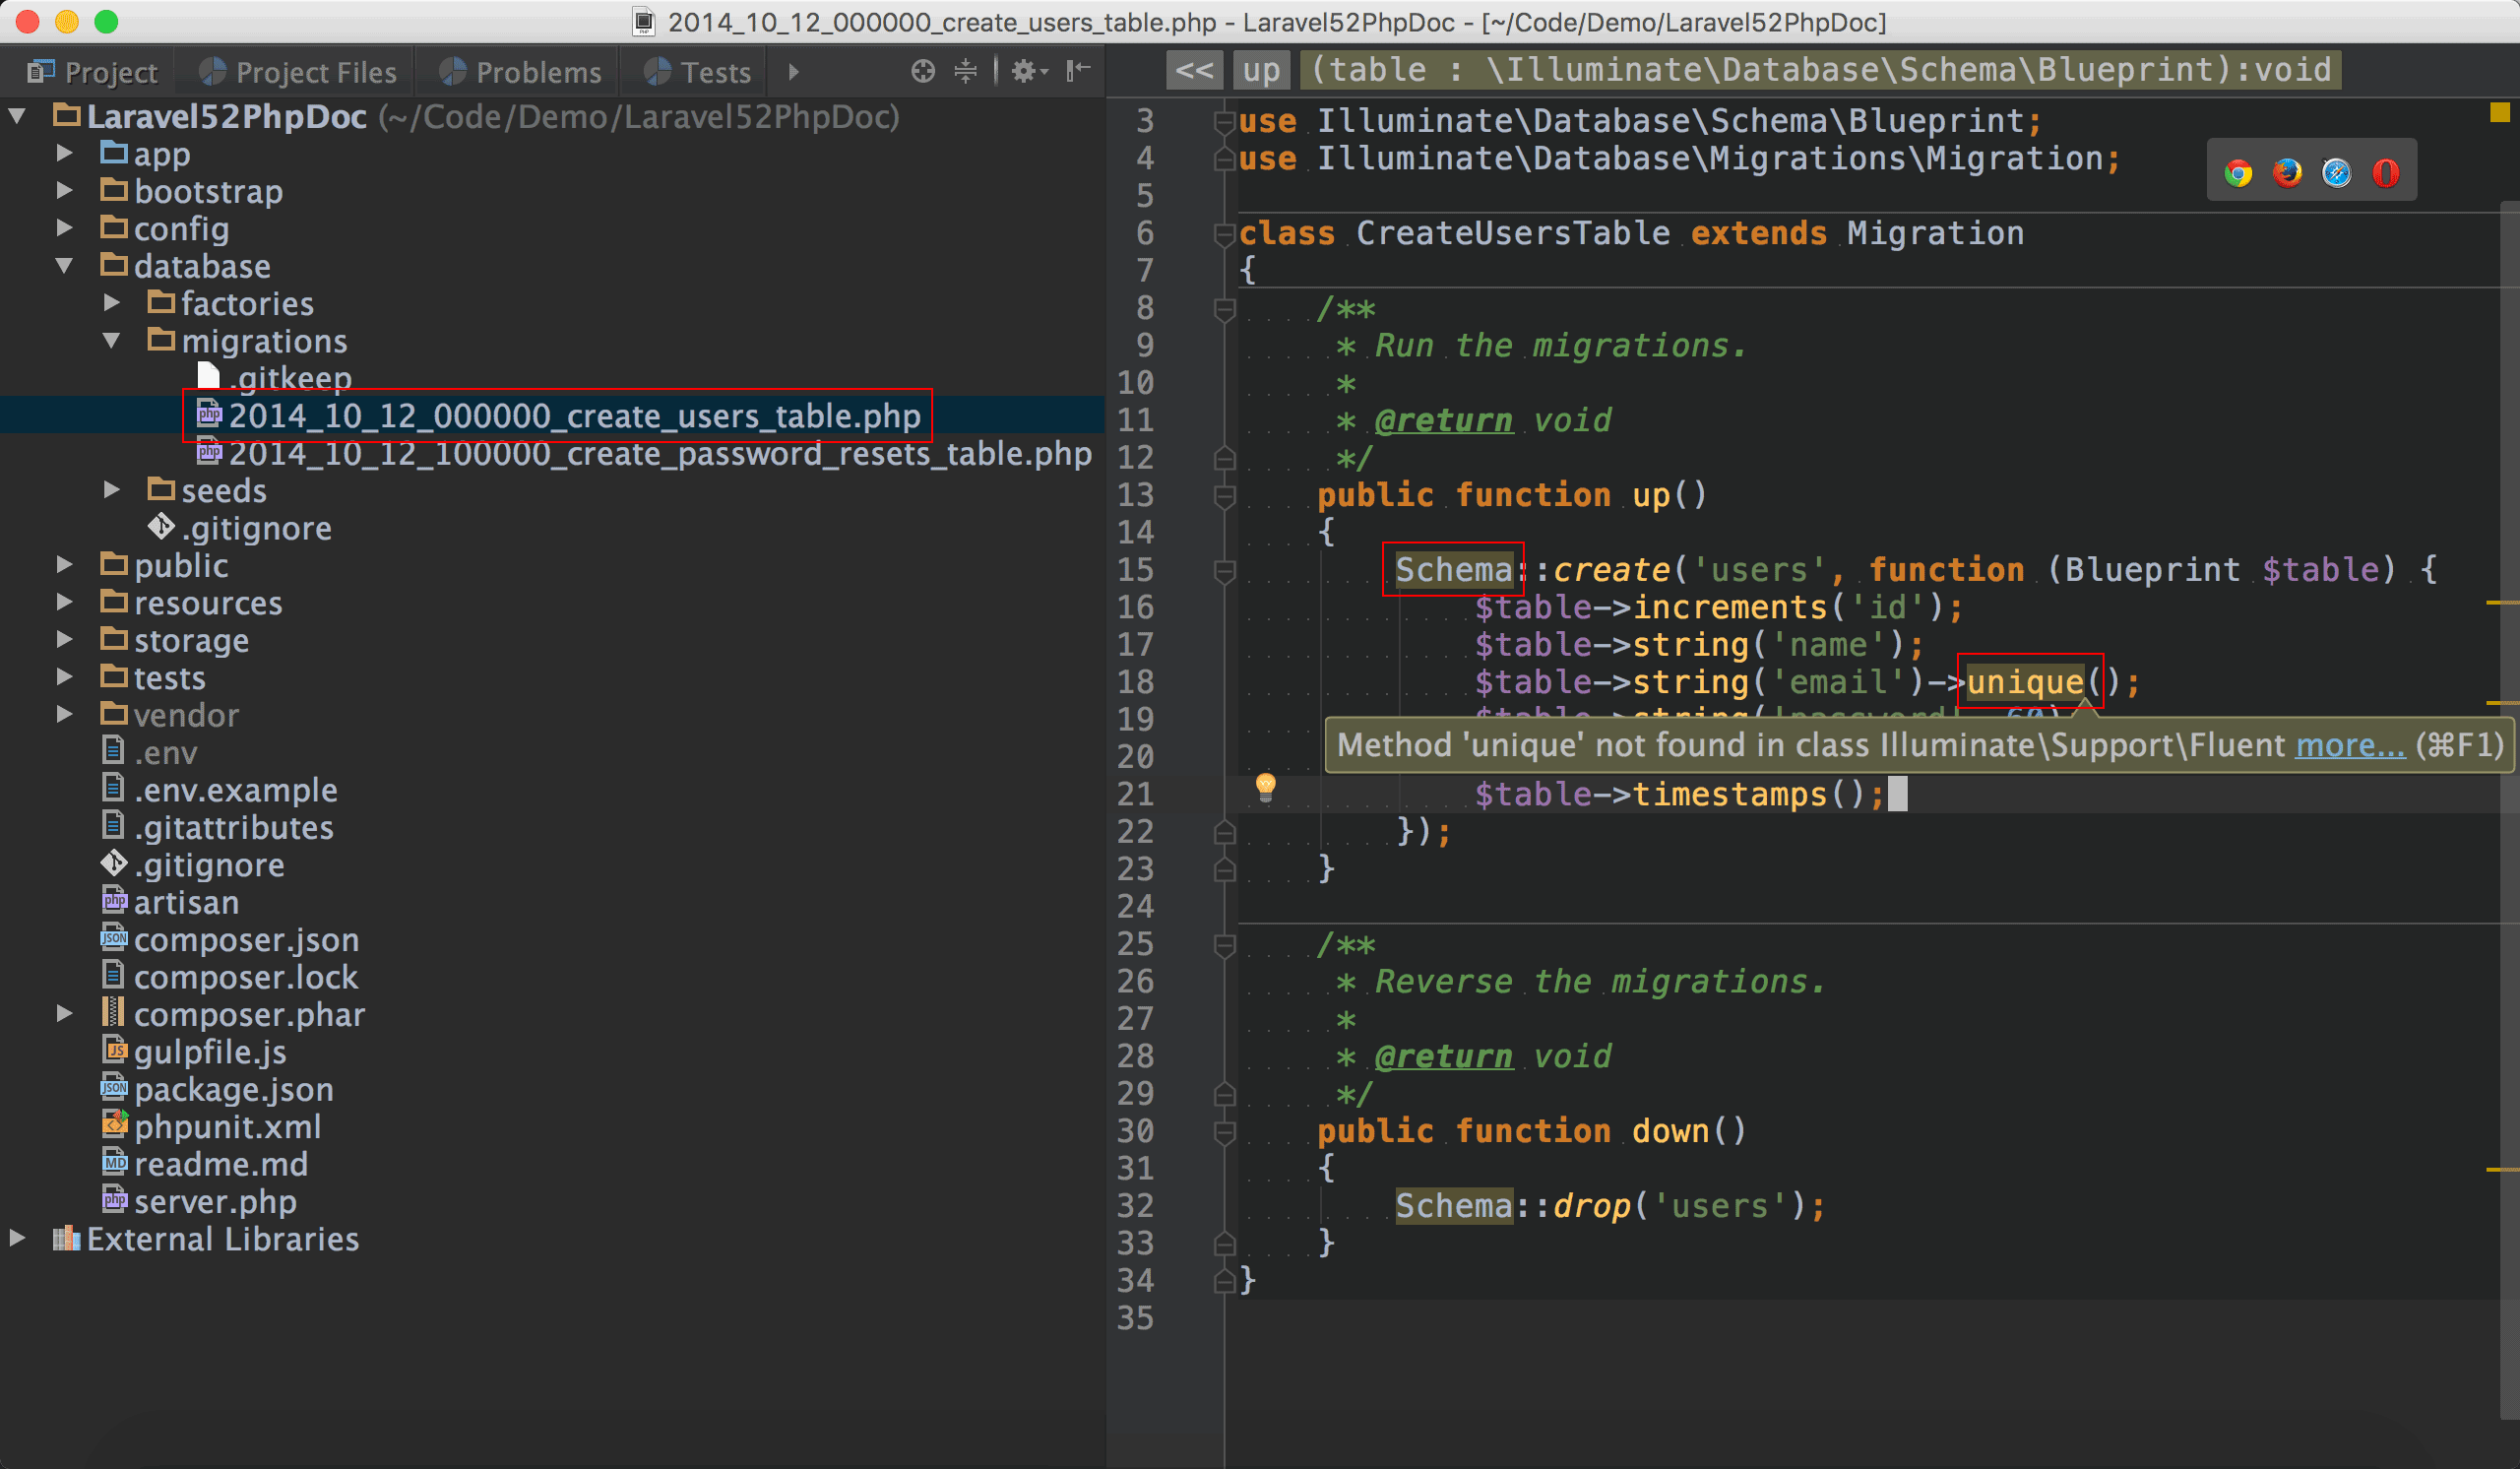 2014_10_12_000000_create_users_table.php - Laravel52PhpDoc - [~/Code/Demo/Laravel52PhpDoc]
Project Project Files Problems Tests
Laravel52PhpDoc (~/Code/Demo/Laravel52PhpDoc)
app
bootstrap
config
database
factories
migrations
.gitkeep
2014_10_12_000000_create_users_table.php
2014_10_12_100000_create_password_resets_table.php
seeds
.gitignore
public
resources
storage
tests
vendor
.env
.env.example
.gitattributes
.gitignore
artisan
composer.json
composer.lock
composer.phar
gulpfile.js
package.json
phpunit.xml
readme.md
server.php
External Libraries
<< up (table : \Illuminate\Database\Schema\Blueprint):void
3 use Illuminate\Database\Schema\Blueprint;
4 use Illuminate\Database\Migrations\Migration;
5
6 class CreateUsersTable extends Migration
7 {
8 /**
9 * Run the migrations.
10 *
11 * @return void
12 */
13 public function up()
14 {
15 Schema::create('users', function (Blueprint $table) {
16 $table->increments('id');
17 $table->string('name');
18 $table->string('email')->unique();
19 $table->string('password', 60)
Method 'unique' not found in class Illuminate\Support\Fluent more... (⌘F1)
20
21 $table->timestamps();
22 });
23 }
24
25 /**
26 * Reverse the migrations.
27 *
28 * @return void
29 */
30 public function down()
31 {
32 Schema::drop('users');
33 }
34 }
35